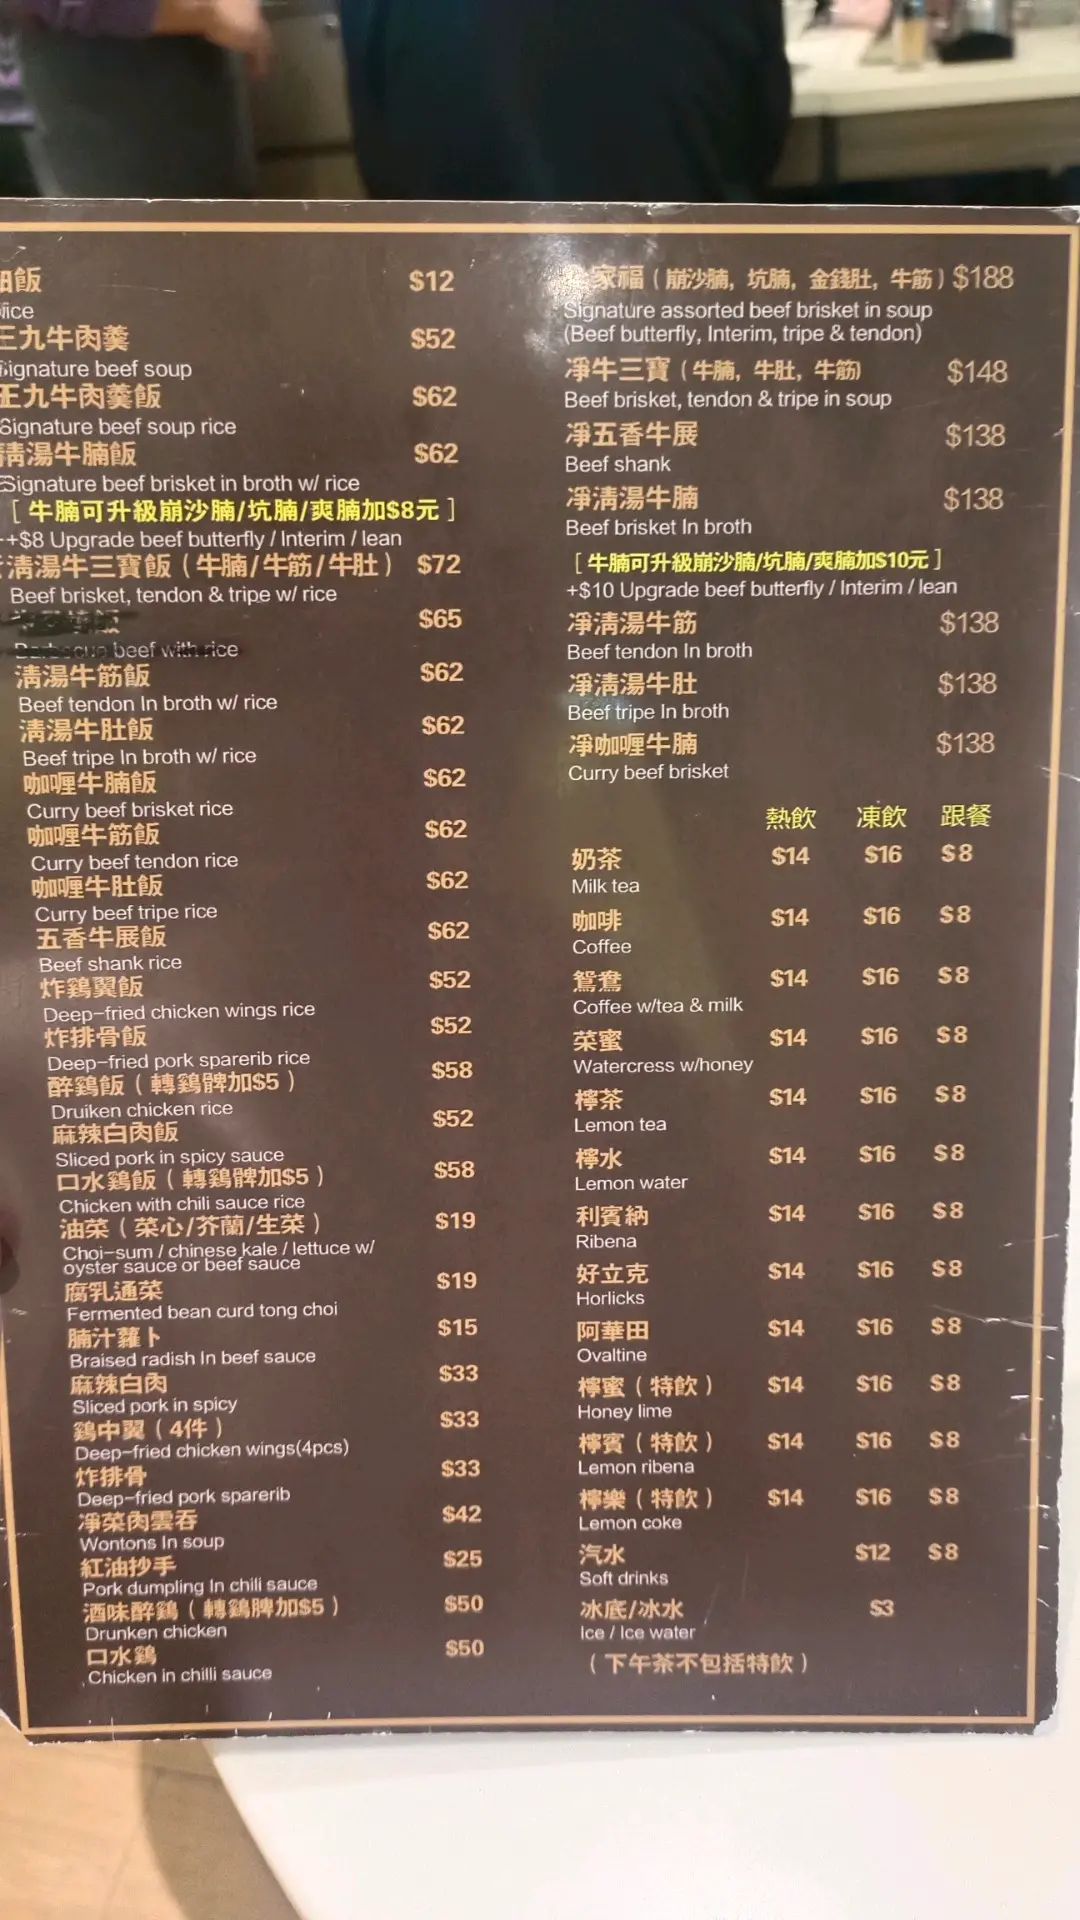 飯 $12
三九牛肉羹 $52
Signature beef soup
三九牛肉羹飯 $62
Signature beef soup rice
清湯牛腩飯 $62
Signature beef brisket in broth w/ rice
[ 牛腩可升級崩沙腩/坑腩/爽腩加$8元 ]
+$8 Upgrade beef butterfly / Interim / lean
清湯牛三寶飯 ( 牛腩/牛筋/牛肚 ) $72
Beef brisket, tendon & tripe w/ rice
飯 $65
beef with rice
清湯牛筋飯 $62
Beef tendon In broth w/ rice
清湯牛肚飯 $62
Beef tripe In broth w/ rice
咖喱牛腩飯 $62
Curry beef brisket rice
咖喱牛筋飯 $62
Curry beef tendon rice
咖喱牛肚飯 $62
Curry beef tripe rice
五香牛展飯 $62
Beef shank rice
炸鷄翼飯 $52
Deep-fried chicken wings rice
炸排骨飯 $52
Deep-fried pork sparerib rice
醉鷄飯 ( 轉鷄髀加$5 ) $58
Druiken chicken rice
麻辣白肉飯 $52
Sliced pork in spicy sauce
口水鷄飯 ( 轉鷄髀加$5 ) $58
Chicken with chili sauce rice
油菜 ( 菜心/芥蘭/生菜 ) $19
Choi-sum / chinese kale / lettuce w/
oyster sauce or beef sauce
腐乳通菜 $19
Fermented bean curd tong choi
腩汁蘿卜 $15
Braised radish In beef sauce
麻辣白肉 $33
Sliced pork in spicy
鷄中翼 ( 4件 ) $33
Deep-fried chicken wings(4pcs)
炸排骨 $33
Deep-fried pork sparerib
凈菜肉雲吞 $42
Wontons In soup
紅油抄手 $25
Pork dumpling In chili sauce
酒味醉鷄 ( 轉鷄髀加$5 ) $50
Drunken chicken
口水鷄 $50
Chicken in chilli sauce
家福 ( 崩沙腩, 坑腩, 金錢肚, 牛筋 ) $188
Signature assorted beef brisket in soup
(Beef butterfly, Interim, tripe & tendon)
凈牛三寶 ( 牛腩, 牛肚, 牛筋) $148
Beef brisket, tendon & tripe in soup
凈五香牛展 $138
Beef shank
凈清湯牛腩 $138
Beef brisket In broth
[ 牛腩可升級崩沙腩/坑腩/爽腩加$10元 ]
+$10 Upgrade beef butterfly / Interim / lean
凈清湯牛筋 $138
Beef tendon In broth
凈清湯牛肚 $138
Beef tripe In broth
凈咖喱牛腩 $138
Curry beef brisket
熱飲 凍飲 跟餐
奶茶 $14 $16 $8
Milk tea
咖啡 $14 $16 $8
Coffee
鴛鴦 $14 $16 $8
Coffee w/tea & milk
菜蜜 $14 $16 $8
Watercress w/honey
檸茶 $14 $16 $8
Lemon tea
檸水 $14 $16 $8
Lemon water
利賓納 $14 $16 $8
Ribena
好立克 $14 $16 $8
Horlicks
阿華田 $14 $16 $8
Ovaltine
檸蜜 ( 特飲 ) $14 $16 $8
Honey lime
檸賓 ( 特飲 ) $14 $16 $8
Lemon ribena
檸樂 ( 特飲 ) $14 $16 $8
Lemon coke
汽水 $12 $8
Soft drinks
冰底/冰水 $3
Ice / Ice water
( 下午茶不包括特飲 )